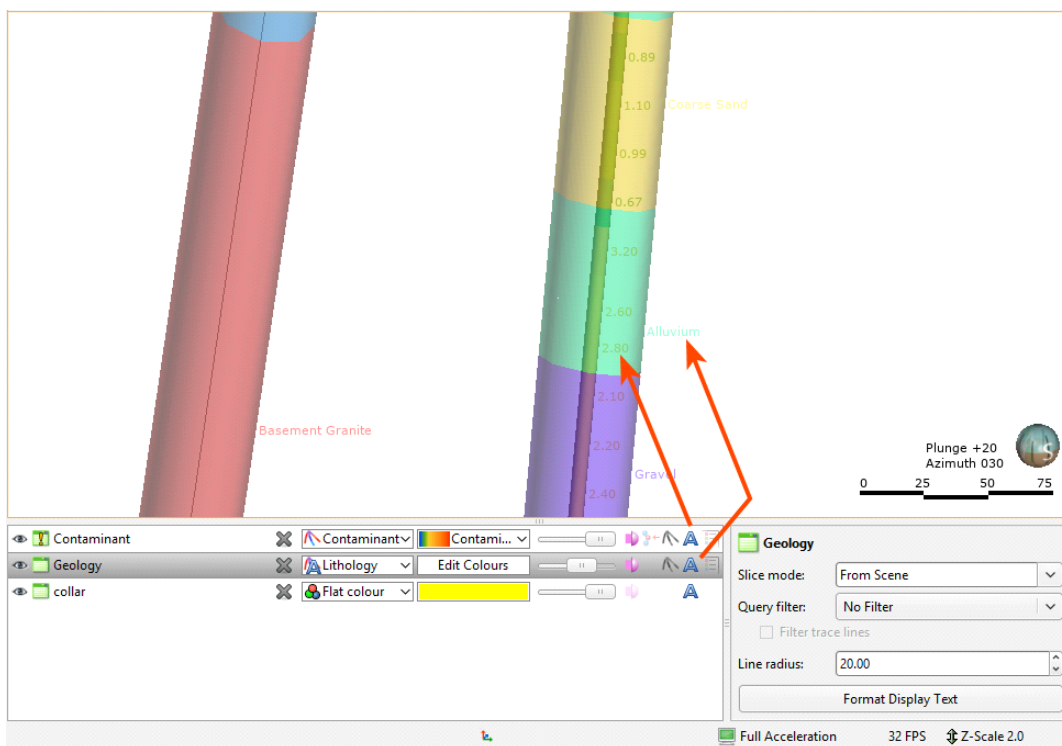 0.89
Coarse Sand
1.10
0.99
0.67
3.20
2.60
Alluvium
2.80
2.10
Basement Granite
2.20
Gravel
2.40
Plunge +20
Azimuth 030
S
0 25 50 75
Contaminant Contaminant Contami...
Geology Lithology Edit Colours
collar Flat colour
Geology
Slice mode: From Scene
Query filter: No Filter
Filter trace lines
Line radius: 20.00
Format Display Text
Full Acceleration 32 FPS Z-Scale 2.0